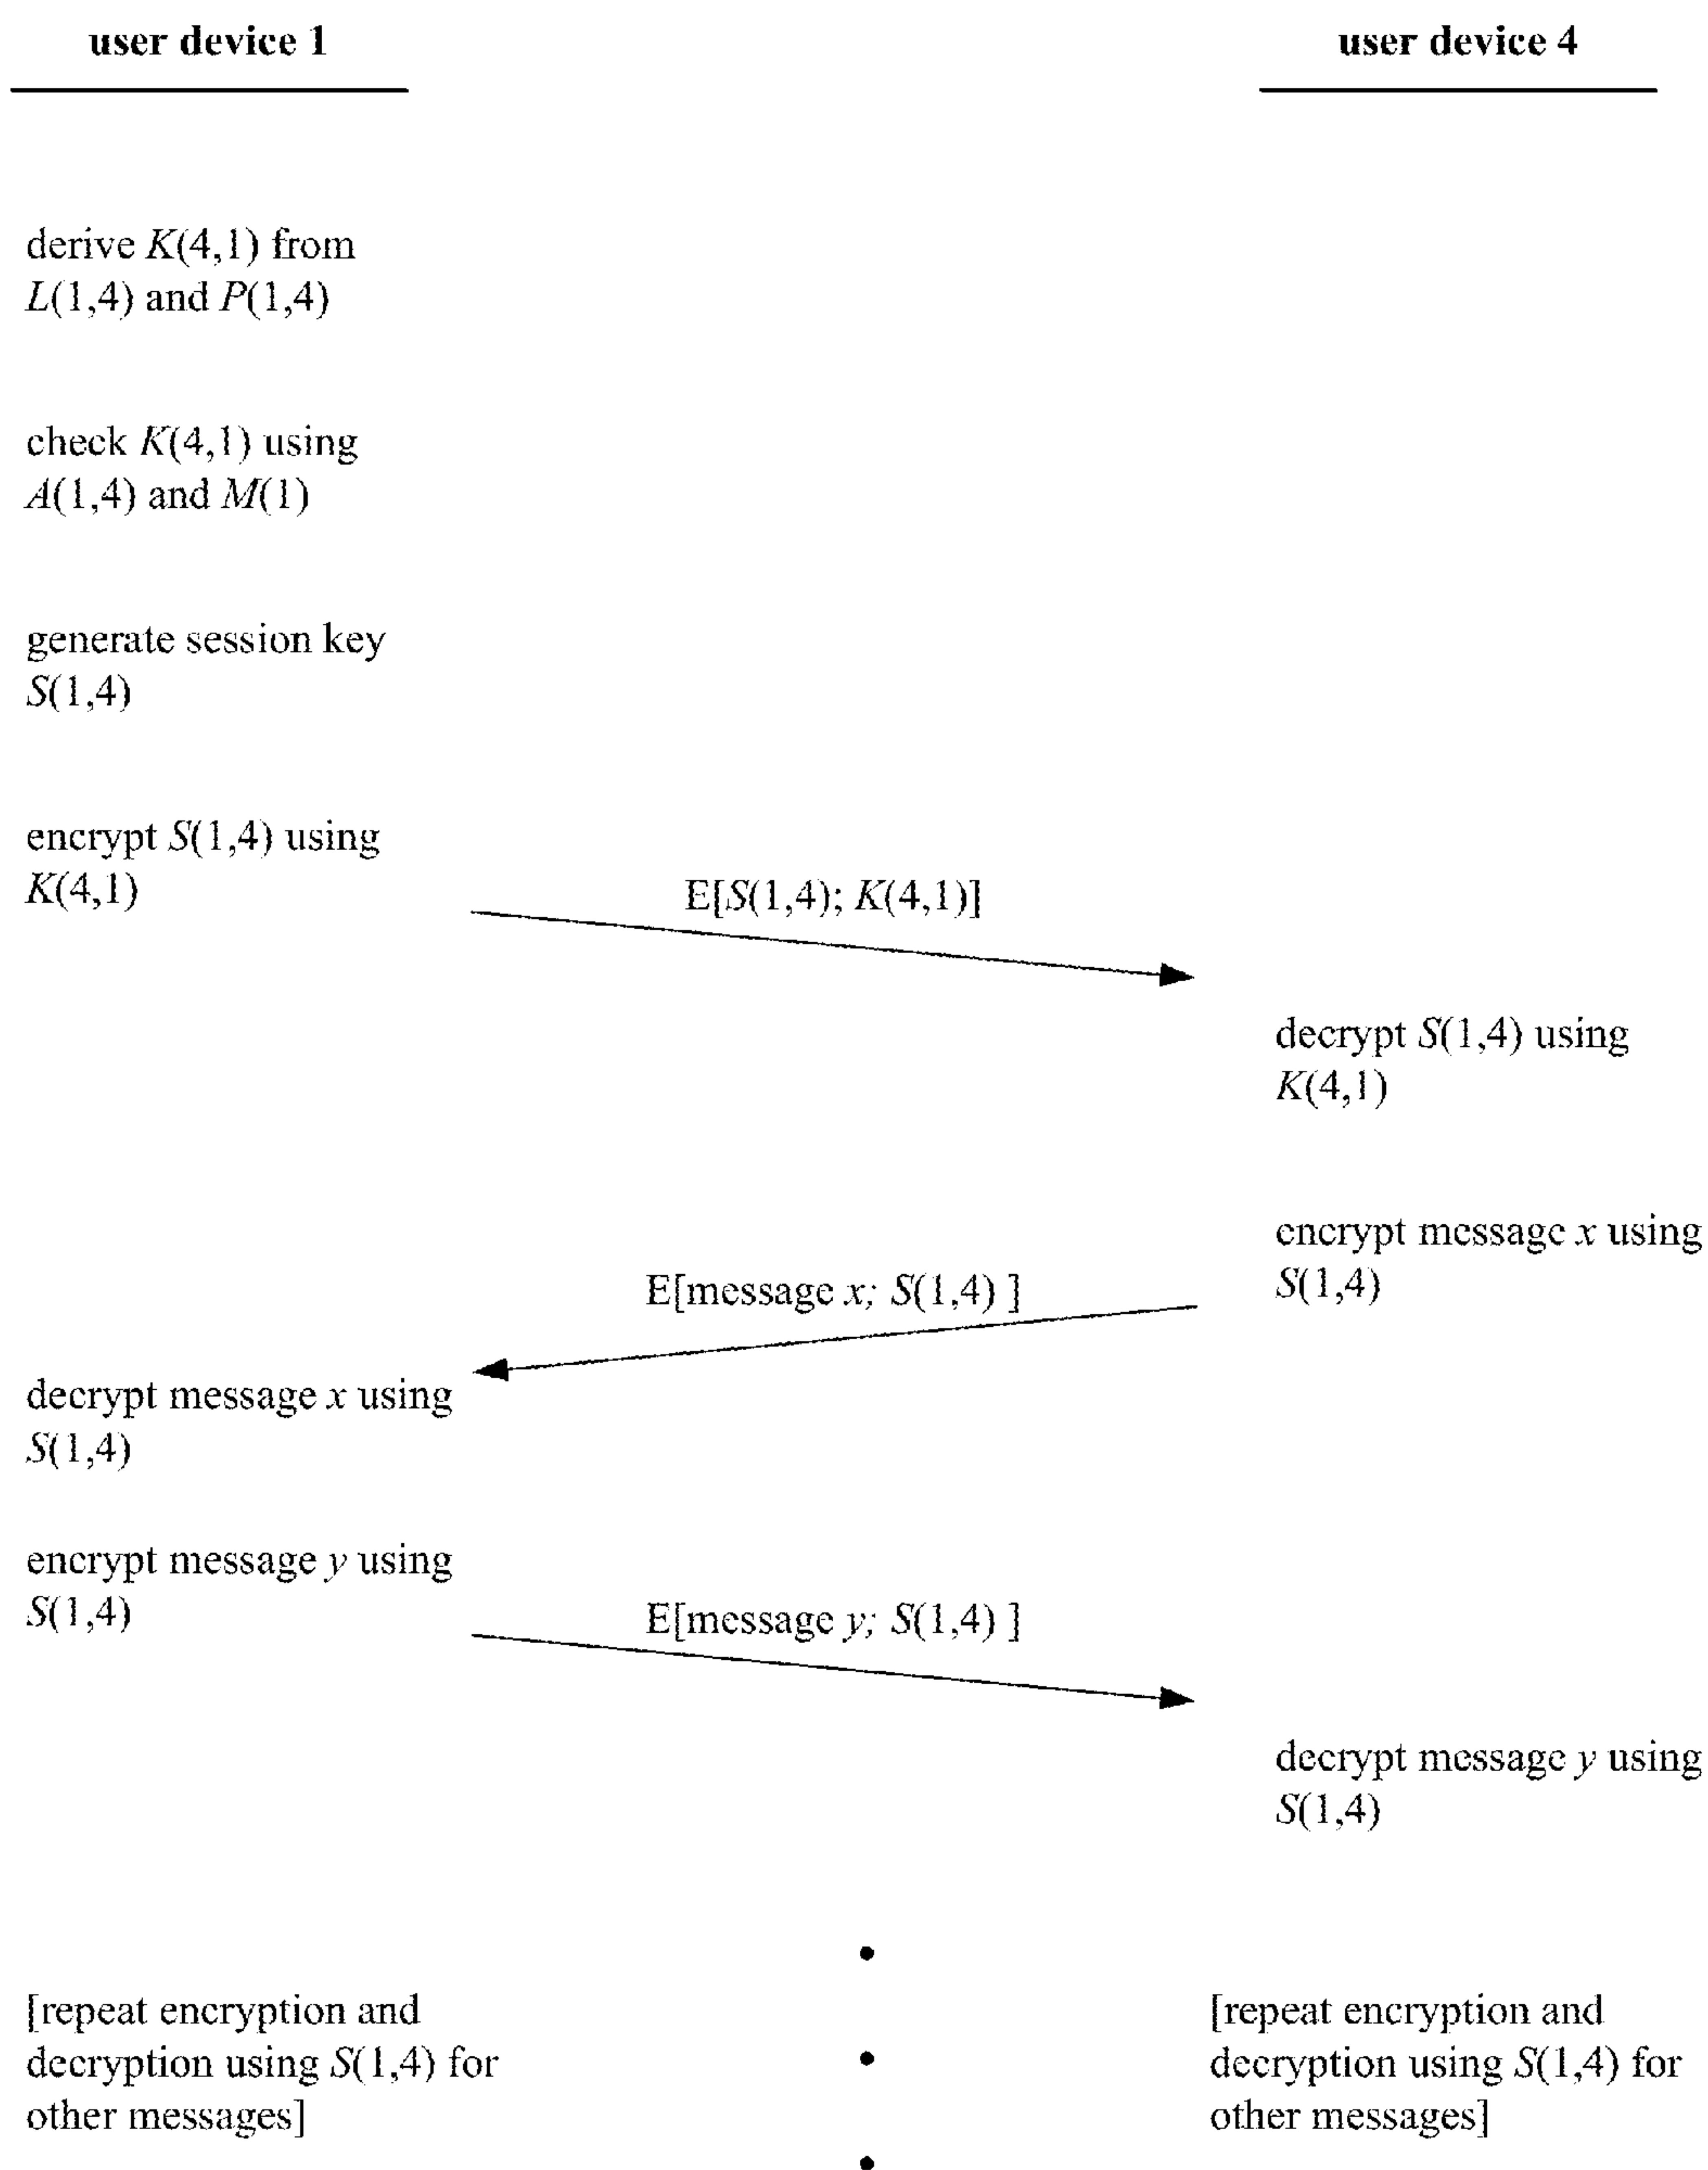 user device 1
user device 4
derive K(4,1) from
L(1,4) and P(1,4)
check K(4,1) using
A(1,4) and M(1)
generate session key
S(1,4)
encrypt S(1,4) using
K(4,1)
E[S(1,4); K(4,1)]
decrypt S(1,4) using
K(4,1)
encrypt message x using
S(1,4)
E[message x; S(1,4) ]
decrypt message x using
S(1,4)
encrypt message y using
S(1,4)
E[message y; S(1,4) ]
decrypt message y using
S(1,4)
[repeat encryption and
decryption using S(1,4) for
other messages]
[repeat encryption and
decryption using S(1,4) for
other messages]